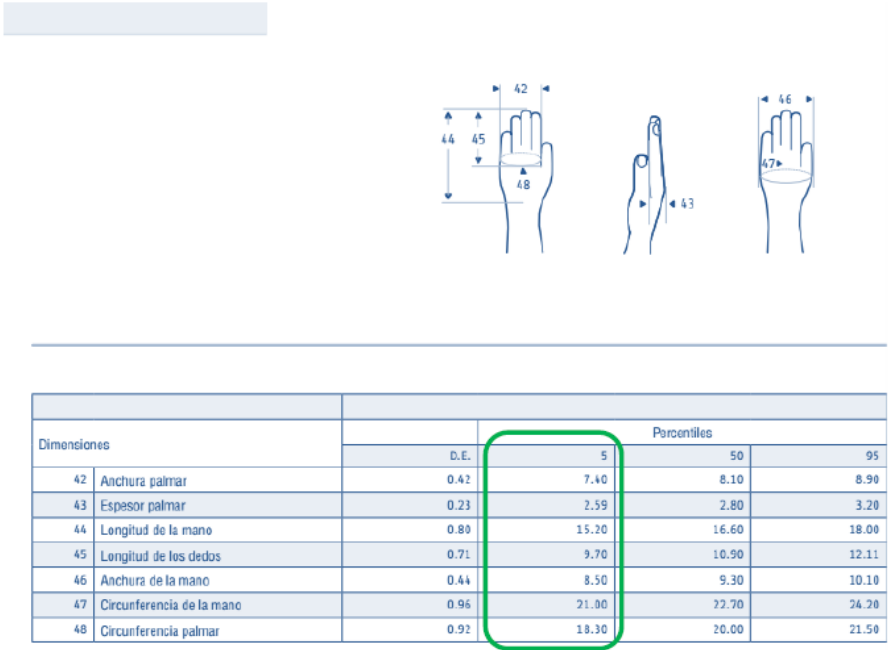 42
46
44 45
47
48
43
Dimensiones
Percentiles
D.E. 5 50 95
42 Anchura palmar 0.42 7.40 8.10 8.90
43 Espesor palmar 0.23 2.59 2.80 3.20
44 Longitud de la mano 0.80 15.20 16.60 18.00
45 Longitud de los dedos 0.71 9.70 10.90 12.11
46 Anchura de la mano 0.44 8.50 9.30 10.10
47 Circunferencia de la mano 0.96 21.00 22.70 24.20
48 Circunferencia palmar 0.92 18.30 20.00 21.50